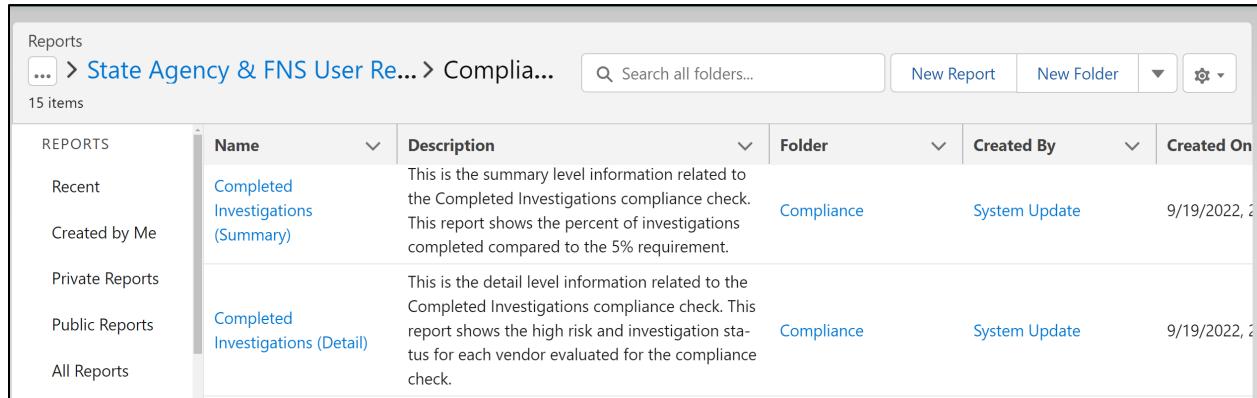 Reports
... > State Agency & FNS User Re... > Complia...
Search all folders...
New Report
New Folder
15 items
REPORTS
Recent
Created by Me
Private Reports
Public Reports
All Reports
Name
Description
Folder
Created By
Created On
Completed
Investigations
(Summary)
This is the summary level information related to
the Completed Investigations compliance check.
This report shows the percent of investigations
completed compared to the 5% requirement.
Compliance
System Update
9/19/2022, 2
Completed
Investigations (Detail)
This is the detail level information related to the
Completed Investigations compliance check. This
report shows the high risk and investigation sta-
tus for each vendor evaluated for the compliance
check.
Compliance
System Update
9/19/2022, 2